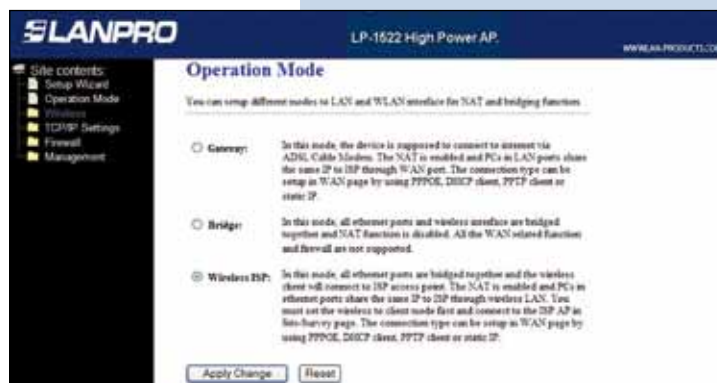 LANPRO
LP-1522 High Power AP.
WWW.LAN-PRODUCTS.CO
Site contents:
Setup Wizard
Operation Mode
Wireless
TCP/IP Settings
Firewall
Management
Operation Mode
You can setup different modes to LAN and WLAN interface for NAT and bridging function.
Gateway:
In this mode, the device is supposed to connect to internet via
ADSL/Cable Modem. The NAT is enabled and PCs in LAN ports share
the same IP to ISP through WAN port. The connection type can be
setup in WAN page by using PPPOE, DHCP client, PPTP client or
static IP.
Bridge:
In this mode, all ethernet ports and wireless interface are bridged
together and NAT function is disabled. All the WAN related function
and firewall are not supported.
Wireless ISP:
In this mode, all ethernet ports are bridged together and the wireless
client will connect to ISP access point. The NAT is enabled and PCs in
ethernet ports share the same IP to ISP through wireless LAN. You
must set the wireless to client mode first and connect to the ISP AP in
Site-Survey page. The connection type can be setup in WAN page by
using PPPOE, DHCP client, PPTP client or static IP.
Apply Change
Reset